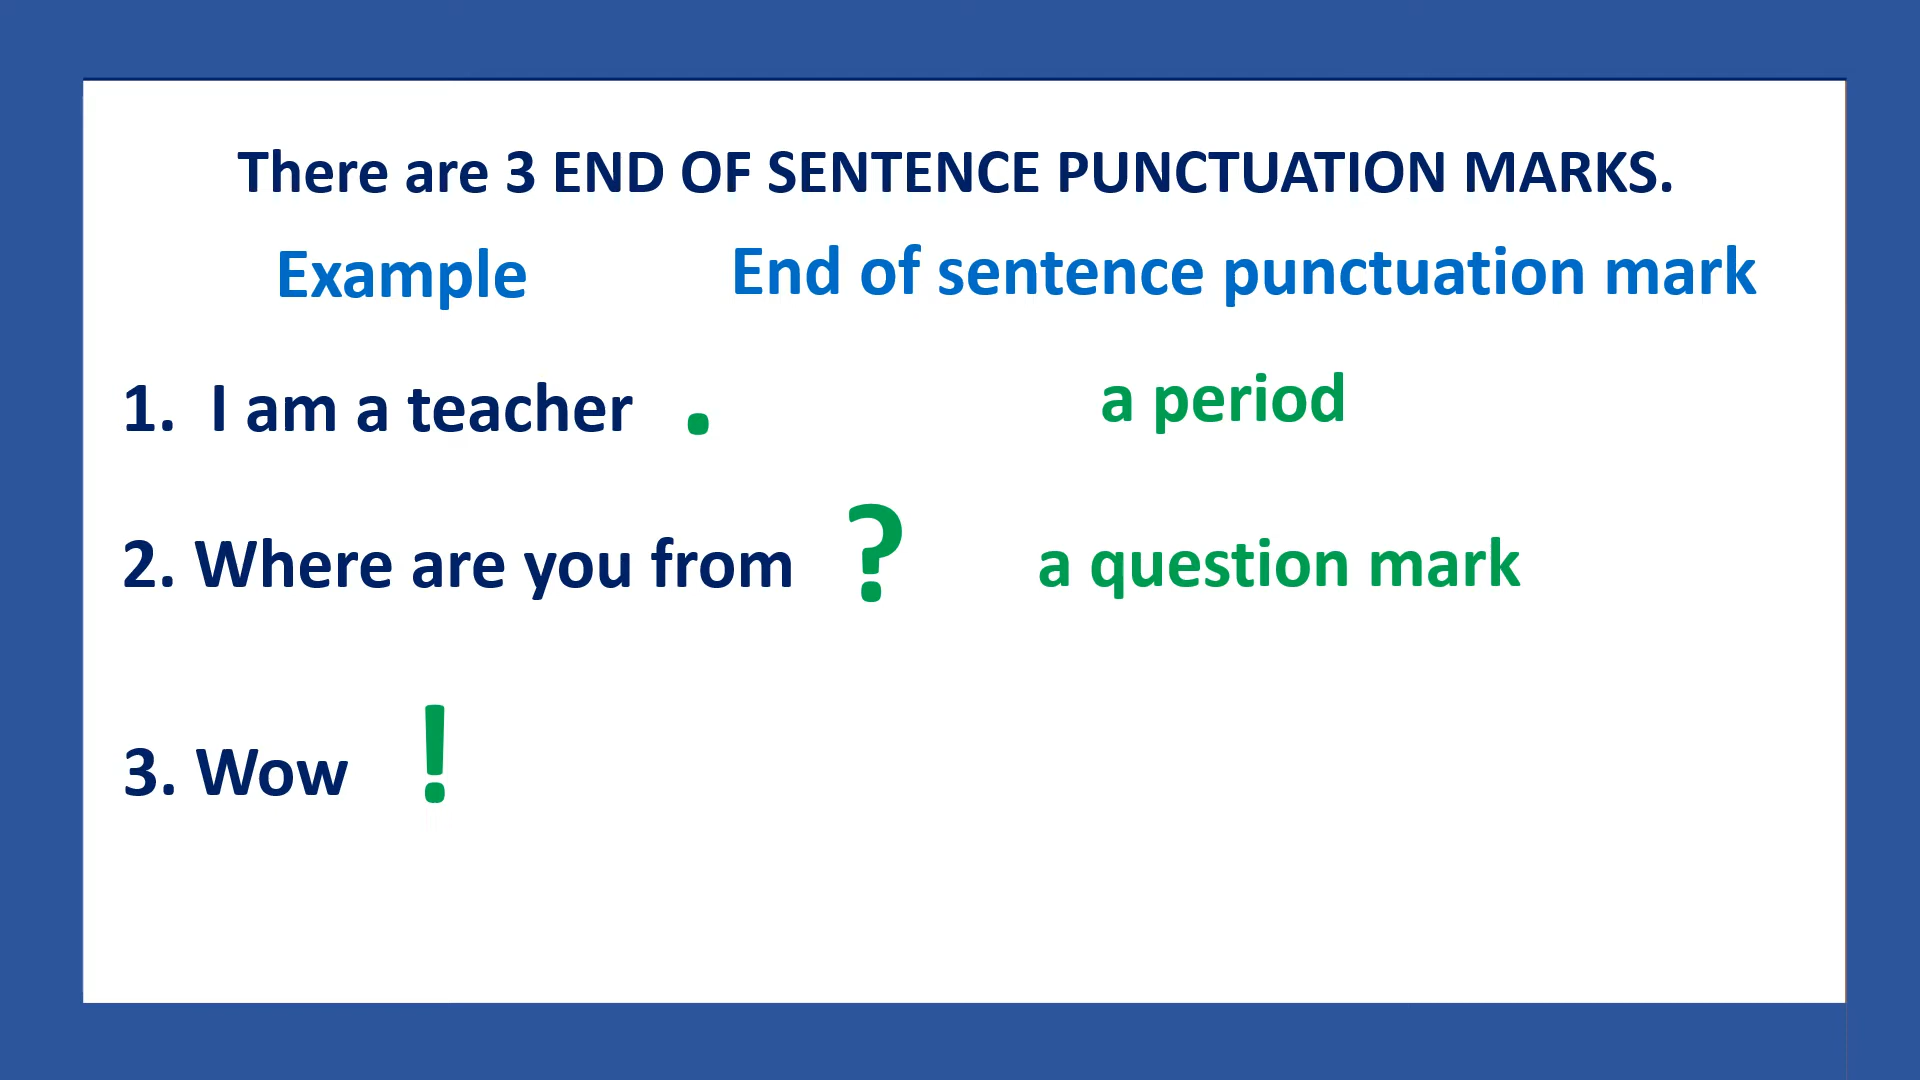 There are 3 END OF SENTENCE PUNCTUATION MARKS.
Example End of sentence punctuation mark
1. I am a teacher . a period
2. Where are you from ? a question mark
3. Wow !